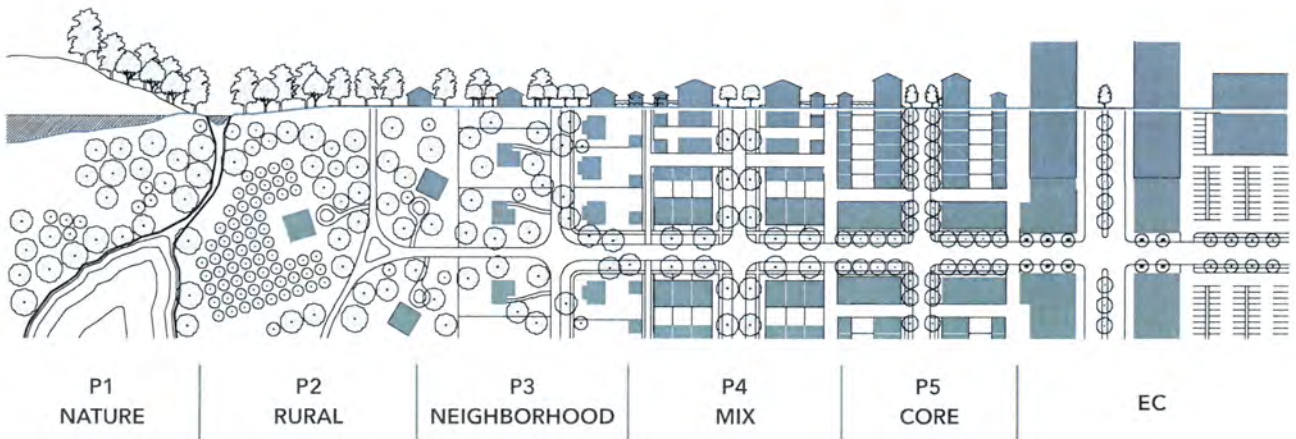 P1
NATURE
P2
RURAL
P3
NEIGHBORHOOD
P4
MIX
P5
CORE
EC